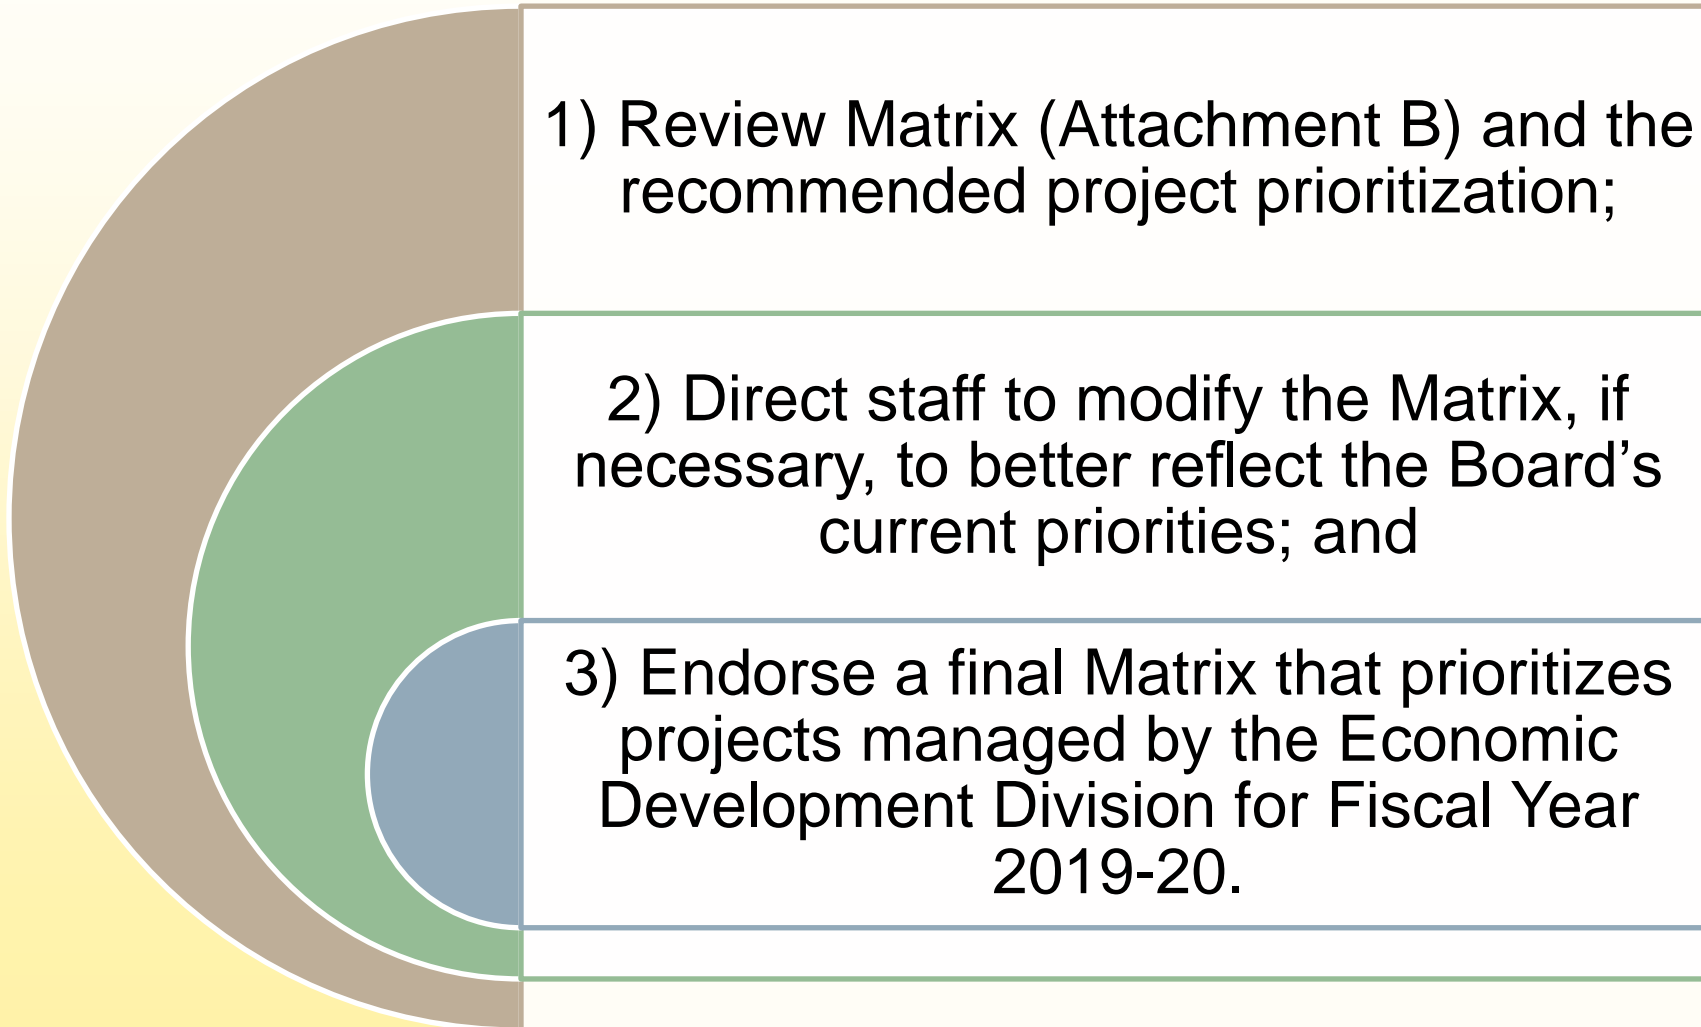 1) Review Matrix (Attachment B) and the
recommended project prioritization;
2) Direct staff to modify the Matrix, if
necessary, to better reflect the Board’s
current priorities; and
3) Endorse a final Matrix that prioritizes
projects managed by the Economic
Development Division for Fiscal Year
2019-20.